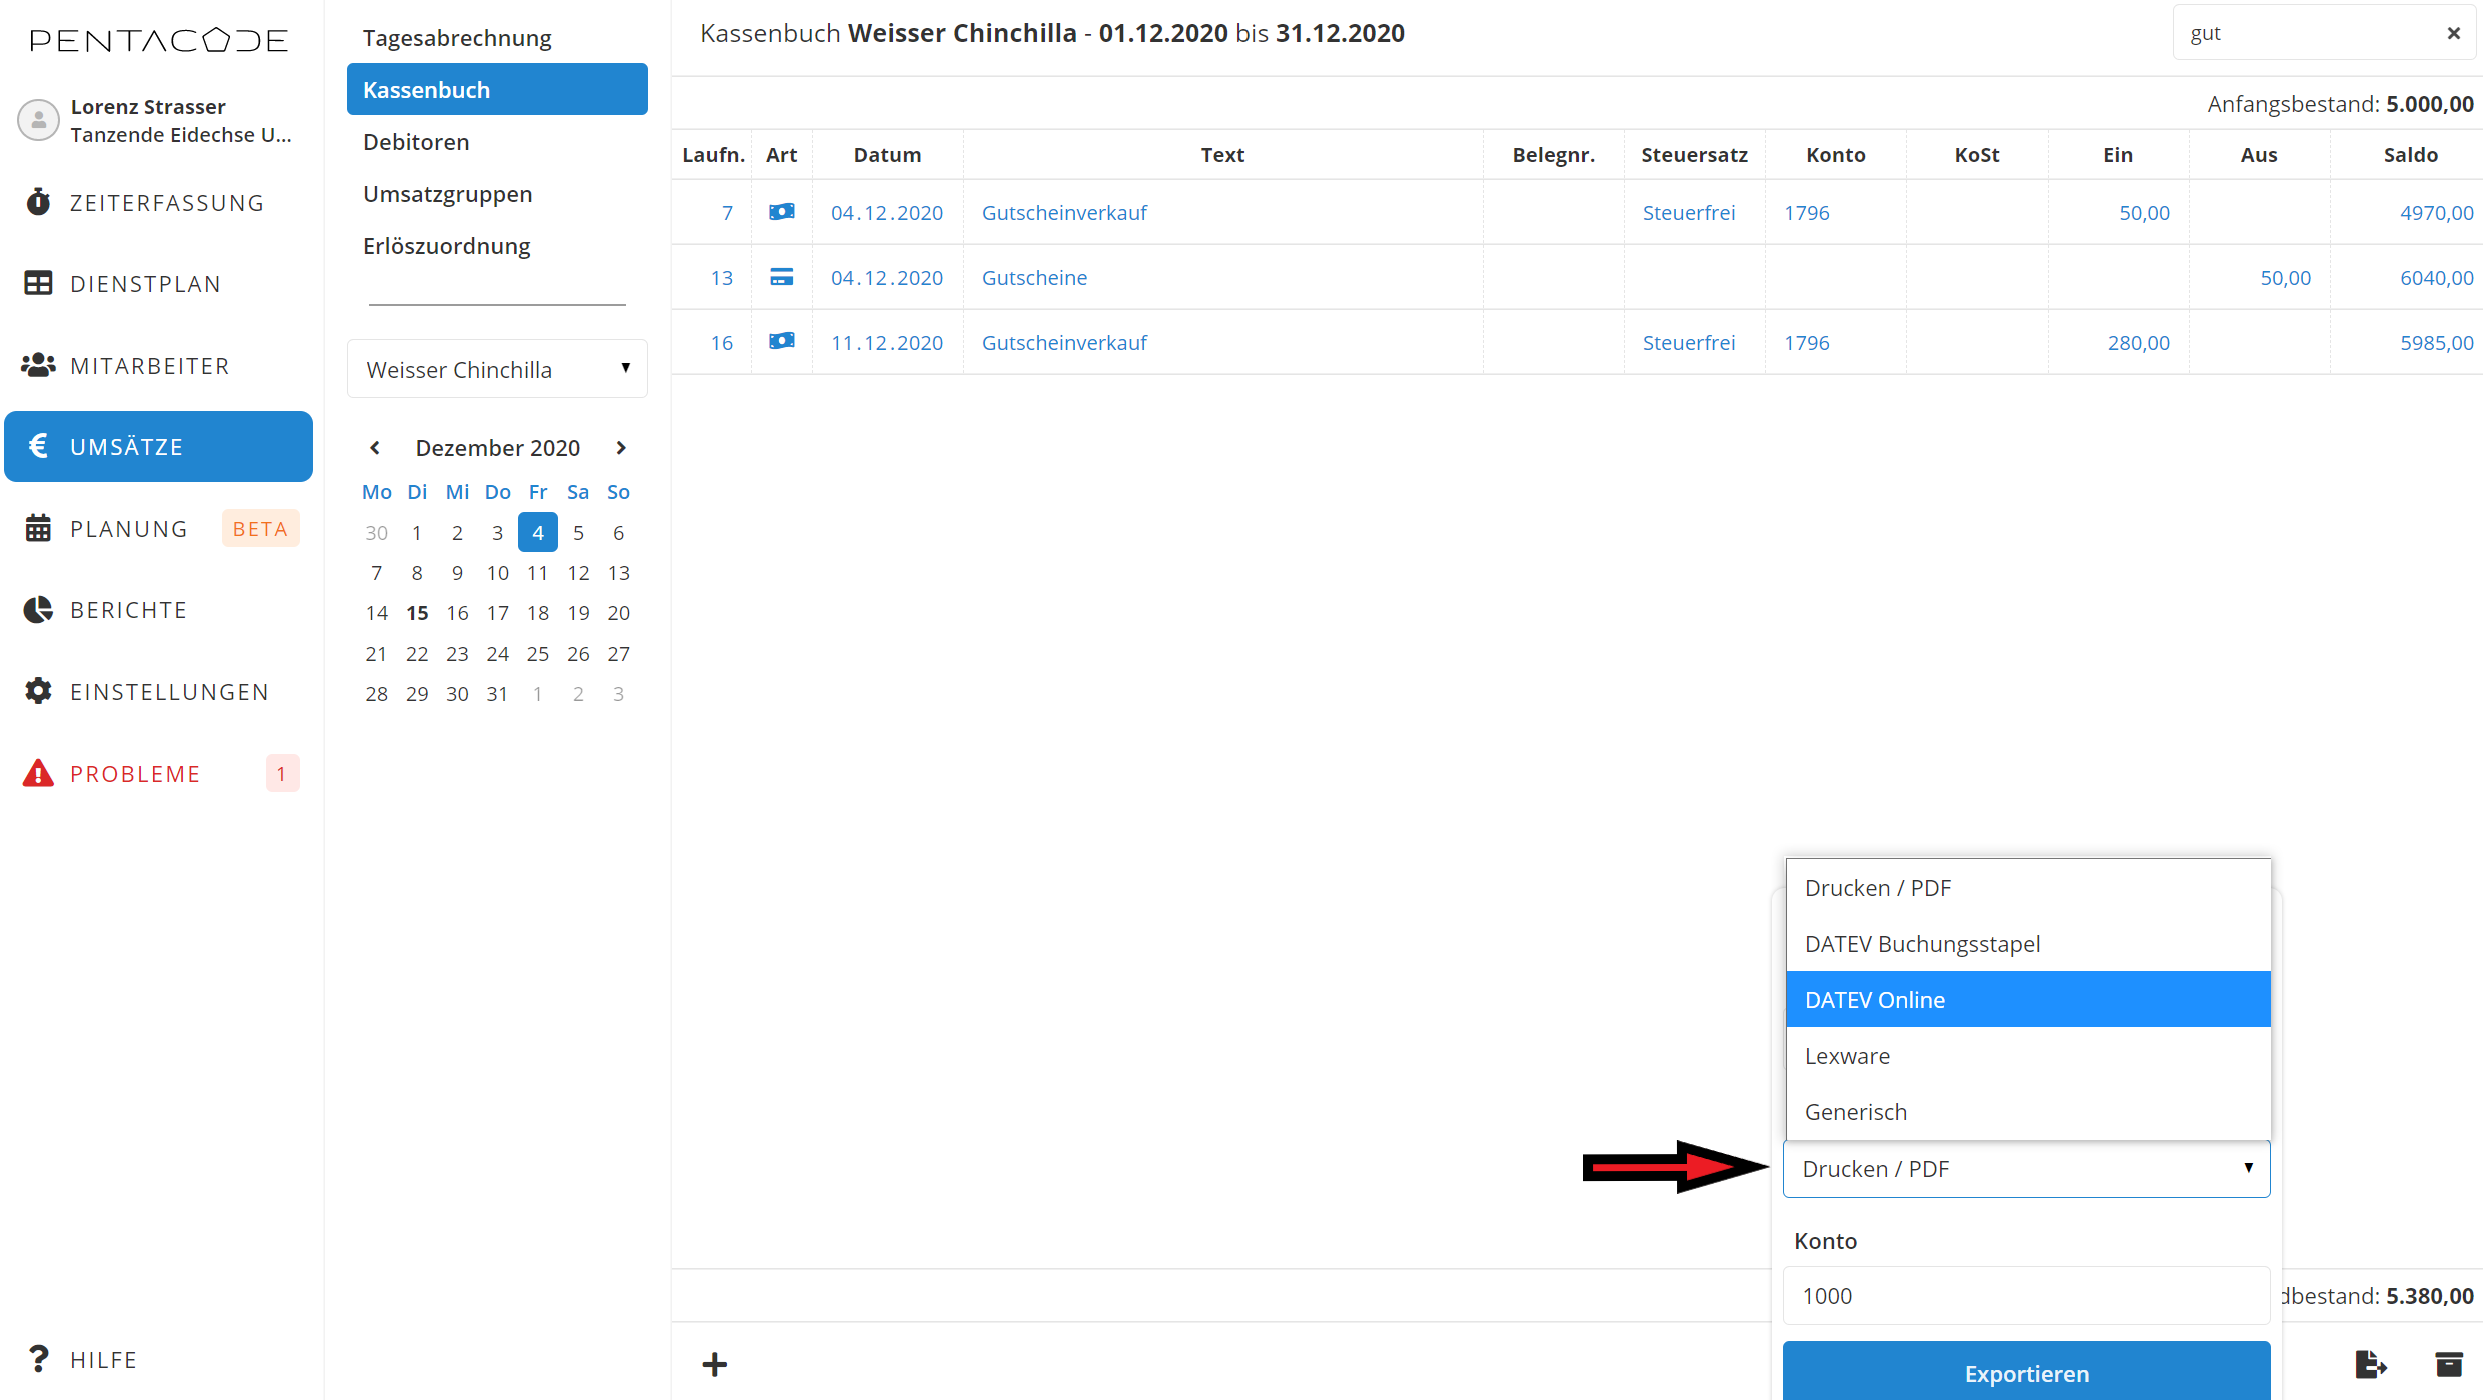 PENTACODE
Lorenz Strasser
Tanzende Eidechse U...
ZEITERFASSUNG
DIENSTPLAN
MITARBEITER
€ UMSÄTZE
PLANUNG BETA
BERICHTE
EINSTELLUNGEN
PROBLEME 1
? HILFE
Tagesabrechnung
Kassenbuch
Debitoren
Umsatzgruppen
Erlöszuordnung
Weisser Chinchilla
Dezember 2020
Mo Di Mi Do Fr Sa So
30 1 2 3 4 5 6
7 8 9 10 11 12 13
14 15 16 17 18 19 20
21 22 23 24 25 26 27
28 29 30 31 1 2 3
Kassenbuch Weisser Chinchilla - 01.12.2020 bis 31.12.2020
gut
Anfangsbestand: 5.000,00
Laufn. Art Datum Text Belegnr. Steuersatz Konto KoSt Ein Aus Saldo
7 04.12.2020 Gutscheinverkauf Steuerfrei 1796 50,00 4970,00
13 04.12.2020 Gutscheine 50,00 6040,00
16 11.12.2020 Gutscheinverkauf Steuerfrei 1796 280,00 5985,00
Drucken / PDF
DATEV Buchungsstapel
DATEV Online
Lexware
Generisch
Drucken / PDF
Konto
1000
Exportieren
dbestand: 5.380,00